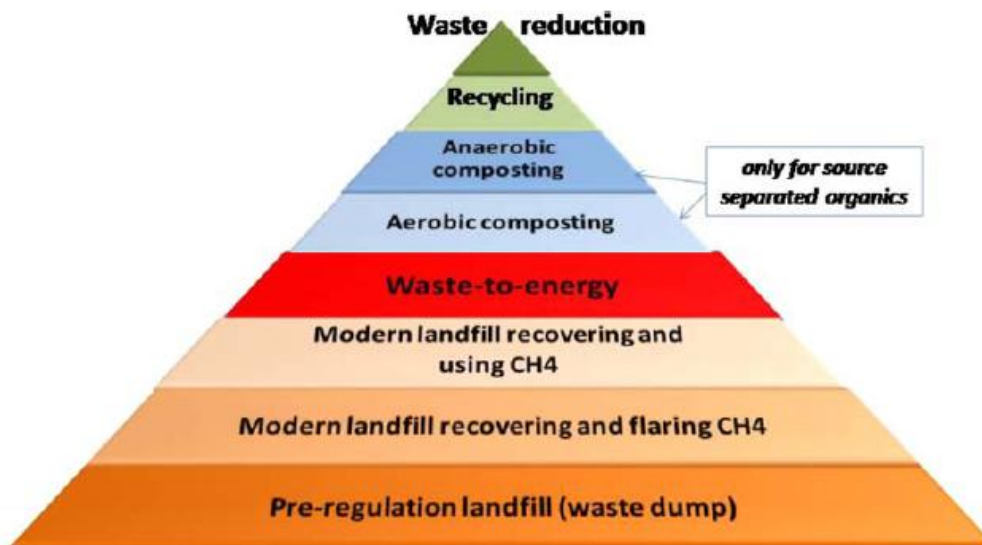 Waste reduction
Recycling
Anaerobic
composting
only for source
separated organics
Aerobic composting
Waste-to-energy
Modern landfill recovering and
using CH4
Modern landfill recovering and flaring CH4
Pre-regulation landfill (waste dump)